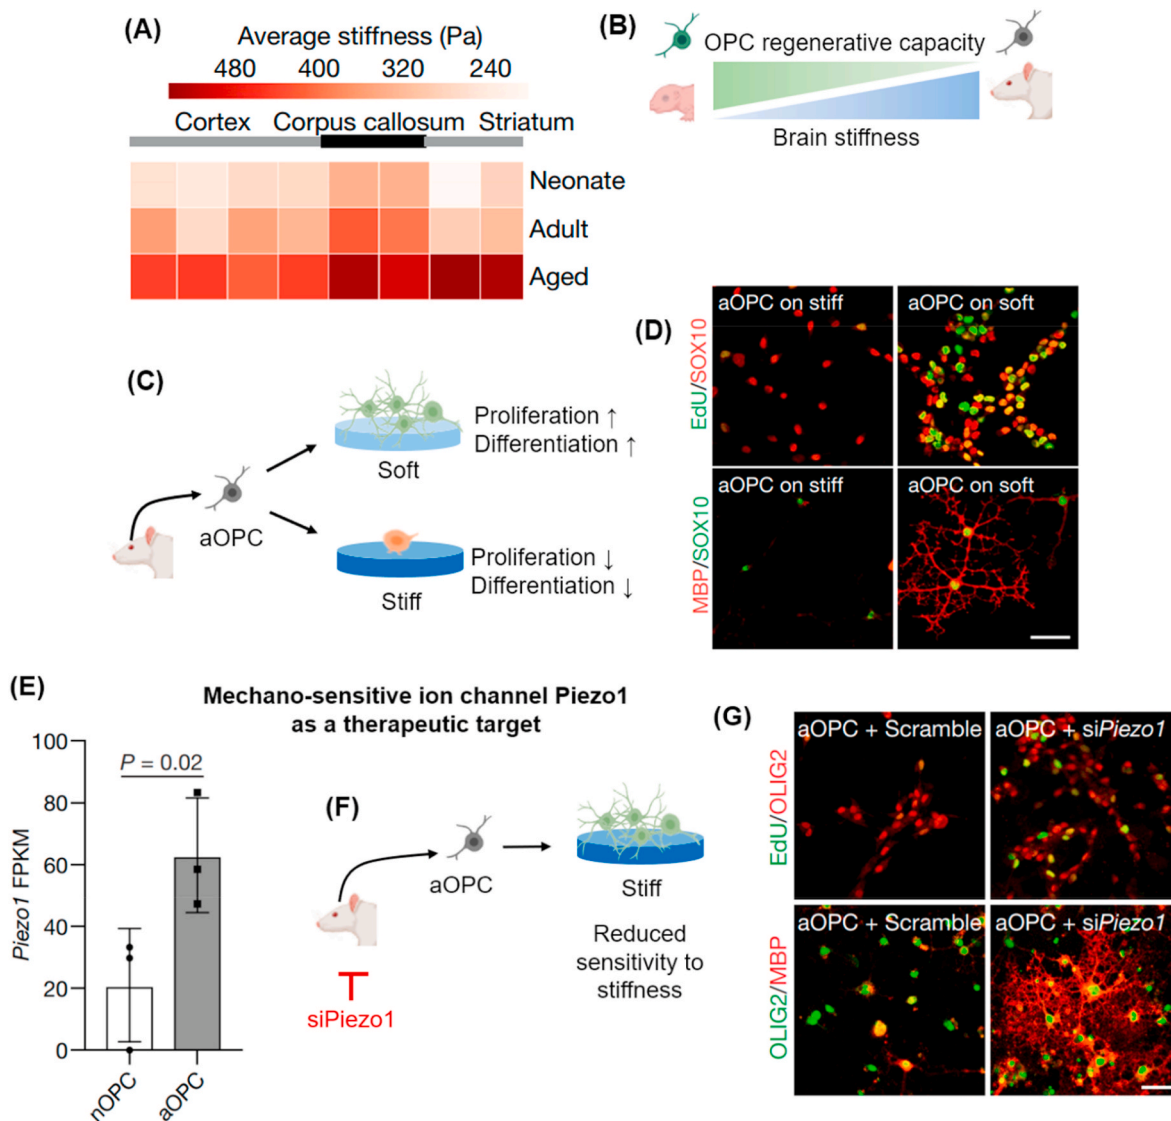 (A)
Average stiffness (Pa)
480 400 320 240
Cortex Corpus callosum Striatum
Neonate
Adult
Aged
(B)
OPC regenerative capacity
Brain stiffness
(C)
aOPC
Soft
Proliferation ↑
Differentiation ↑
Stiff
Proliferation ↓
Differentiation ↓
(D)
EdU/SOX10
aOPC on stiff
aOPC on soft
MBP/SOX10
aOPC on stiff
aOPC on soft
(E)
Mechano-sensitive ion channel Piezo1
as a therapeutic target
Piezo1 FPKM
100
80
60
40
20
0
P = 0.02
nOPC
aOPC
(F)
aOPC
siPiezo1
Stiff
Reduced
sensitivity to
stiffness
(G)
EdU/OLIG2
aOPC + Scramble
aOPC + siPiezo1
OLIG2/MBP
aOPC + Scramble
aOPC + siPiezo1